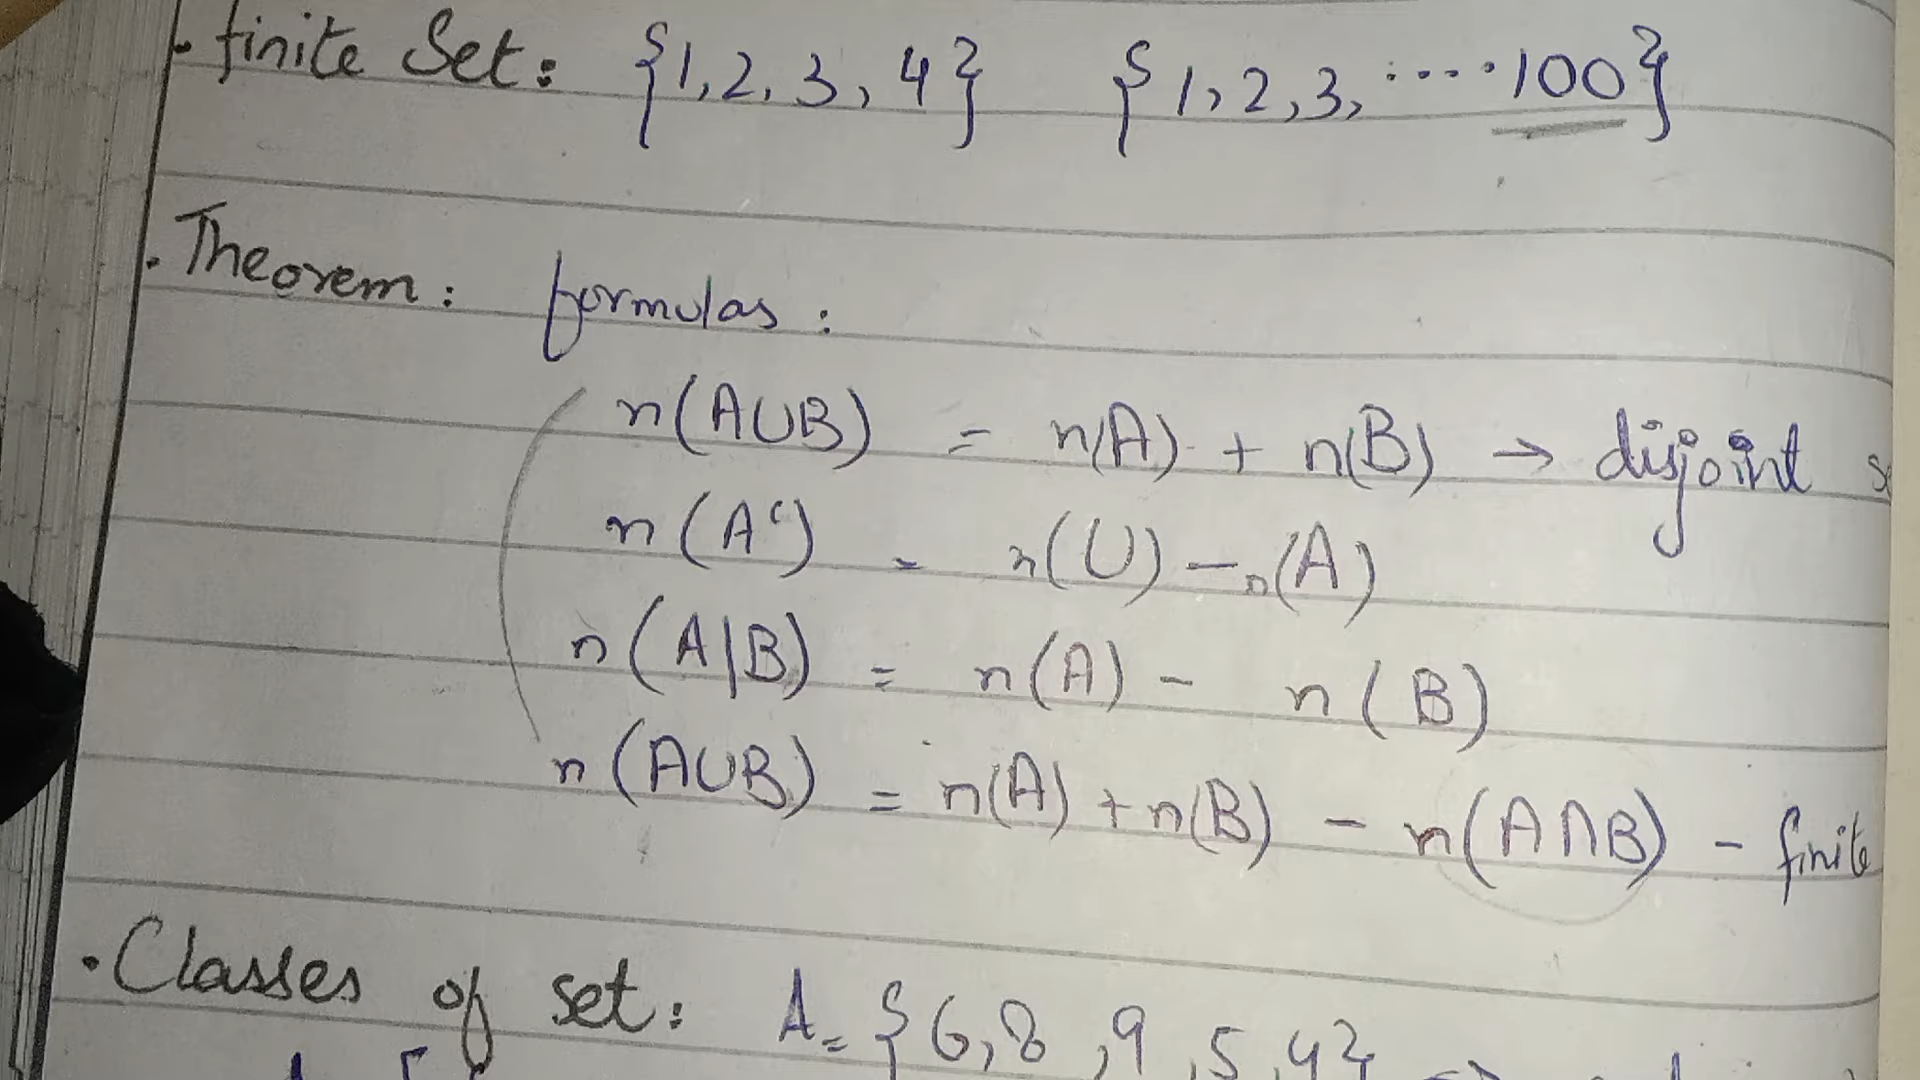 . finite Set: {1, 2, 3, 4} {1, 2, 3, .... 100}
. Theorem: formulas:
n(A∪B) = n(A) + n(B) → disjoint
n(Aᶜ) = n(U) - n(A)
n(A|B) = n(A) - n(B)
n(A∪B) = n(A) + n(B) - n(A∩B) - finite
. Classes of set: A = {6, 8, 9, 5, 4}